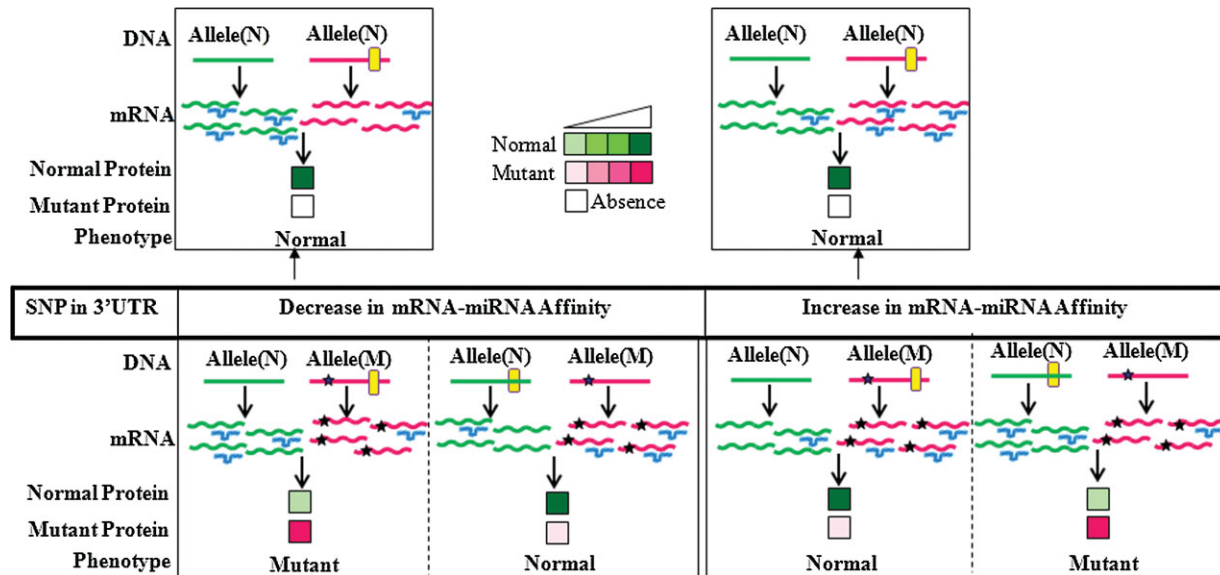 DNA
Allele(N) Allele(N)
Allele(N) Allele(N)
mRNA
Normal
Mutant
Absence
Normal Protein
Mutant Protein
Phenotype
Normal
Normal
SNP in 3'UTR
Decrease in mRNA-miRNA Affinity
Increase in mRNA-miRNA Affinity
DNA
Allele(N) Allele(M)
Allele(N) Allele(M)
Allele(N) Allele(M)
Allele(N) Allele(M)
mRNA
Normal Protein
Mutant Protein
Phenotype
Mutant
Normal
Normal
Mutant